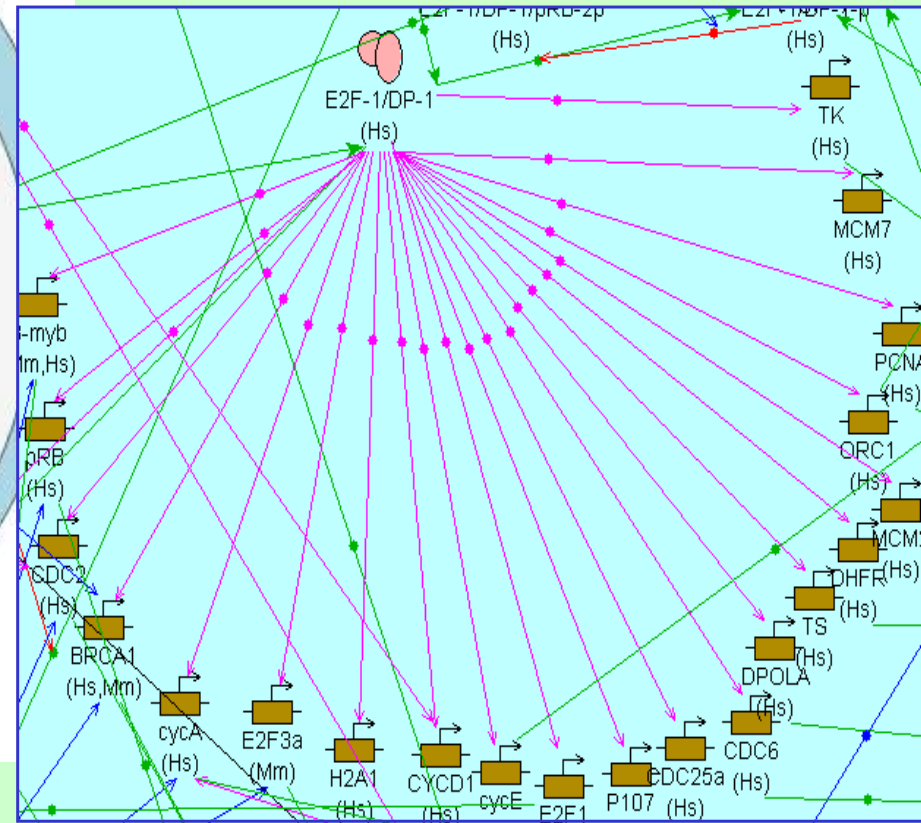 E2F-1/DP-1/pRB-2p
(Hs)
(Hs)
E2F-1/DP-1
(Hs)
TK
(Hs)
MCM7
(Hs)
PCNA
(Hs)
-myb
m,Hs)
pRB
(Hs)
ORC1
(Hs)
CDC2
(Hs)
(Hs)
DHFR
(Hs)
TS
(Hs)
BRCA1
(Hs,Mm)
DPOLA
(Hs)
cycA
(Hs)
E2F3a
(Mm)
H2A1
(Hs)
CYCD1
(Hs)
cycE
E2F1
P107
CDC25a
(Hs)
CDC6
(Hs)